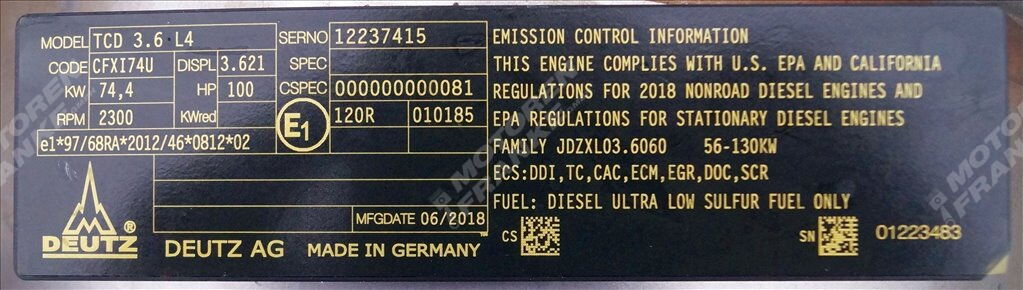 MODEL TCD 3.6 L4
CODE CFXI74U DISPL 3.621
KW 74,4 HP 100
RPM 2300 KWred
e1*97/68RA*2012/46*0812*02
SERNO 12237415
SPEC
CSPEC 000000000081
E1 120R 010185
MFGDATE 06/2018
DEUTZ ®
DEUTZ AG MADE IN GERMANY
EMISSION CONTROL INFORMATION
THIS ENGINE COMPLIES WITH U.S. EPA AND CALIFORNIA
REGULATIONS FOR 2018 NONROAD DIESEL ENGINES AND
EPA REGULATIONS FOR STATIONARY DIESEL ENGINES
FAMILY JDZXL03.6060 56-130KW
ECS:DDI,TC,CAC,ECM,EGR,DOC,SCR
FUEL: DIESEL ULTRA LOW SULFUR FUEL ONLY
CS SN 01223483